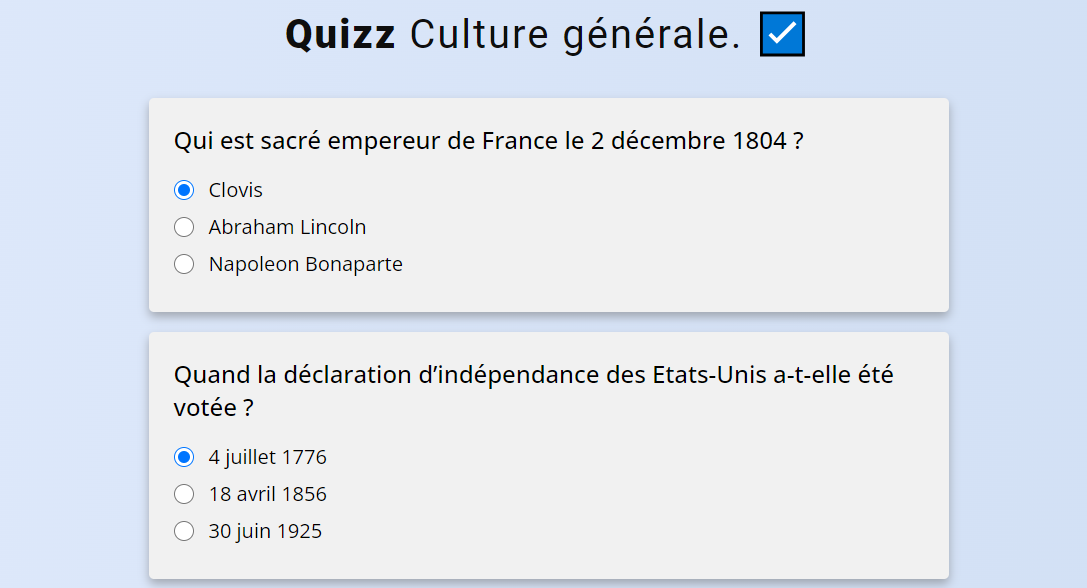 Quizz Culture générale.
Qui est sacré empereur de France le 2 décembre 1804 ?
Clovis
Abraham Lincoln
Napoleon Bonaparte
Quand la déclaration d’indépendance des Etats-Unis a-t-elle été
votée ?
4 juillet 1776
18 avril 1856
30 juin 1925